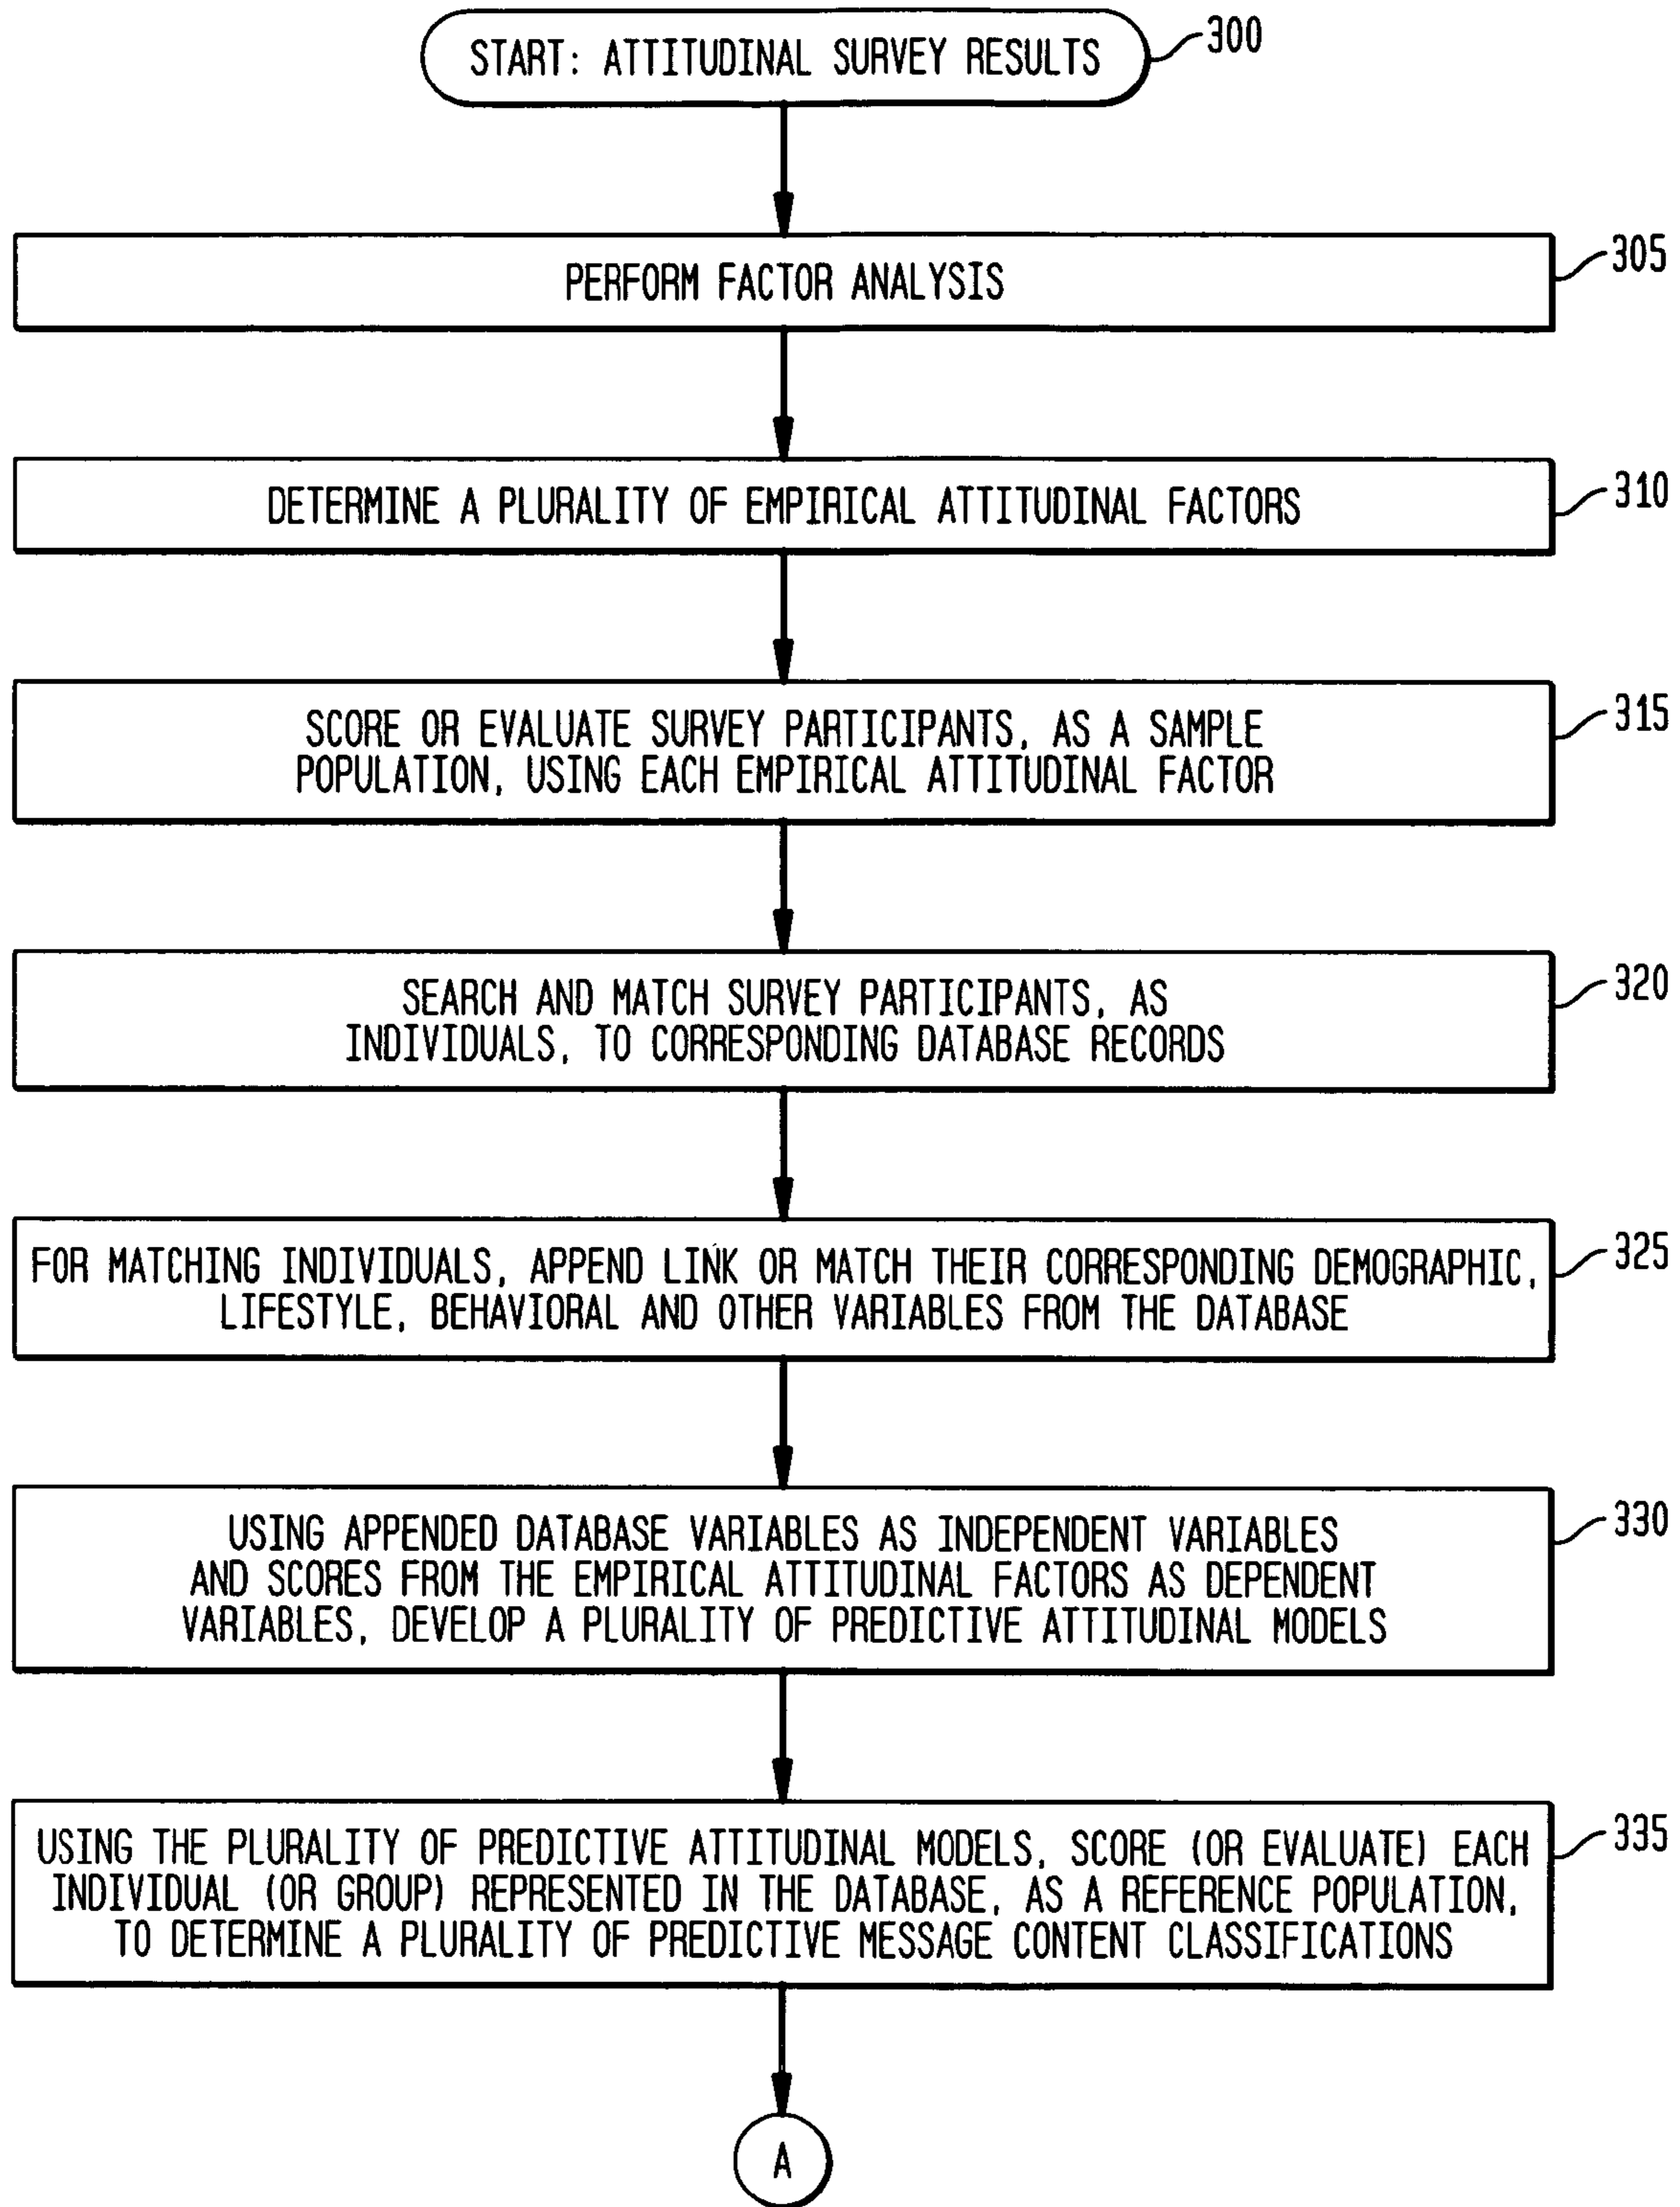 START: ATTITUDINAL SURVEY RESULTS
300
PERFORM FACTOR ANALYSIS
305
DETERMINE A PLURALITY OF EMPIRICAL ATTITUDINAL FACTORS
310
SCORE OR EVALUATE SURVEY PARTICIPANTS, AS A SAMPLE
POPULATION, USING EACH EMPIRICAL ATTITUDINAL FACTOR
315
SEARCH AND MATCH SURVEY PARTICIPANTS, AS
INDIVIDUALS, TO CORRESPONDING DATABASE RECORDS
320
FOR MATCHING INDIVIDUALS, APPEND LINK OR MATCH THEIR CORRESPONDING DEMOGRAPHIC,
LIFESTYLE, BEHAVIORAL AND OTHER VARIABLES FROM THE DATABASE
325
USING APPENDED DATABASE VARIABLES AS INDEPENDENT VARIABLES
AND SCORES FROM THE EMPIRICAL ATTITUDINAL FACTORS AS DEPENDENT
VARIABLES, DEVELOP A PLURALITY OF PREDICTIVE ATTITUDINAL MODELS
330
USING THE PLURALITY OF PREDICTIVE ATTITUDINAL MODELS, SCORE (OR EVALUATE) EACH
INDIVIDUAL (OR GROUP) REPRESENTED IN THE DATABASE, AS A REFERENCE POPULATION,
TO DETERMINE A PLURALITY OF PREDICTIVE MESSAGE CONTENT CLASSIFICATIONS
335
A